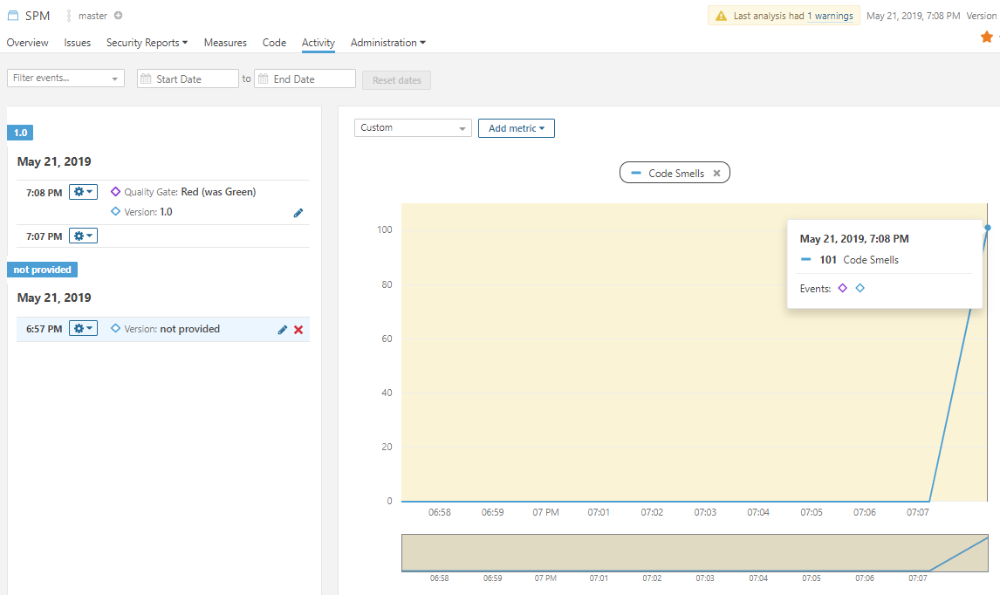 SPM master Last analysis had 1 warnings May 21, 2019, 7:08 PM Version
Overview Issues Security Reports Measures Code Activity Administration
Filter events... Start Date to End Date Reset dates
1.0
May 21, 2019
7:08 PM Quality Gate: Red (was Green)
Version: 1.0
7:07 PM
not provided
May 21, 2019
6:57 PM Version: not provided
Custom Add metric
Code Smells
100
80
60
40
20
0
May 21, 2019, 7:08 PM
101 Code Smells
Events:
06:58 06:59 07 PM 07:01 07:02 07:03 07:04 07:05 07:06 07:07
06:58 06:59 07 PM 07:01 07:02 07:03 07:04 07:05 07:06 07:07